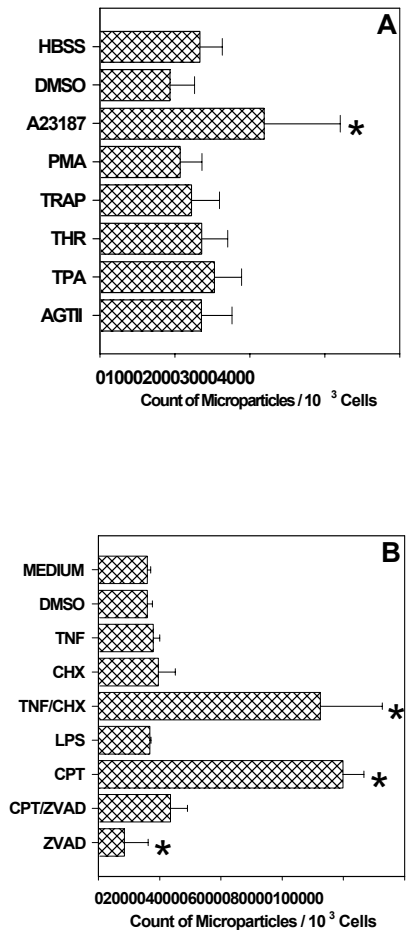 A
HBSS
DMSO
A23187
*
PMA
TRAP
THR
TPA
AGTII
01000200030004000
Count of Microparticles / 10 3 Cells
B
MEDIUM
DMSO
TNF
CHX
TNF/CHX
*
LPS
CPT
*
CPT/ZVAD
ZVAD
*
020000400006000080000100000
Count of Microparticles / 10 3 Cells